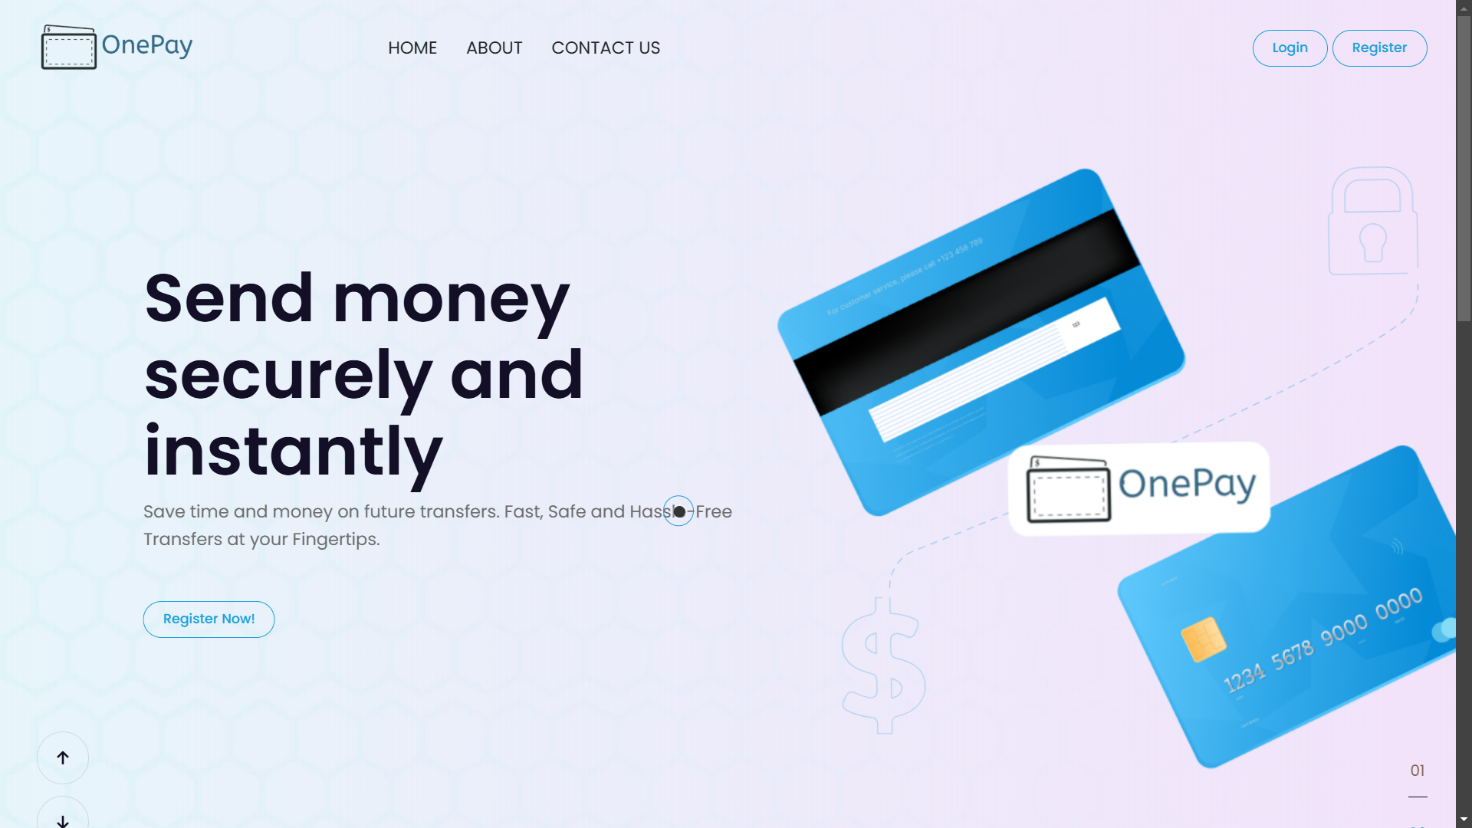 OnePay
HOME ABOUT CONTACT US
Login Register
Send money
securely and
instantly
Save time and money on future transfers. Fast, Safe and Hassle-Free
Transfers at your Fingertips.
Register Now!
For customer service, please call +123 456 789
OnePay
1234 5678 9000 0000
01